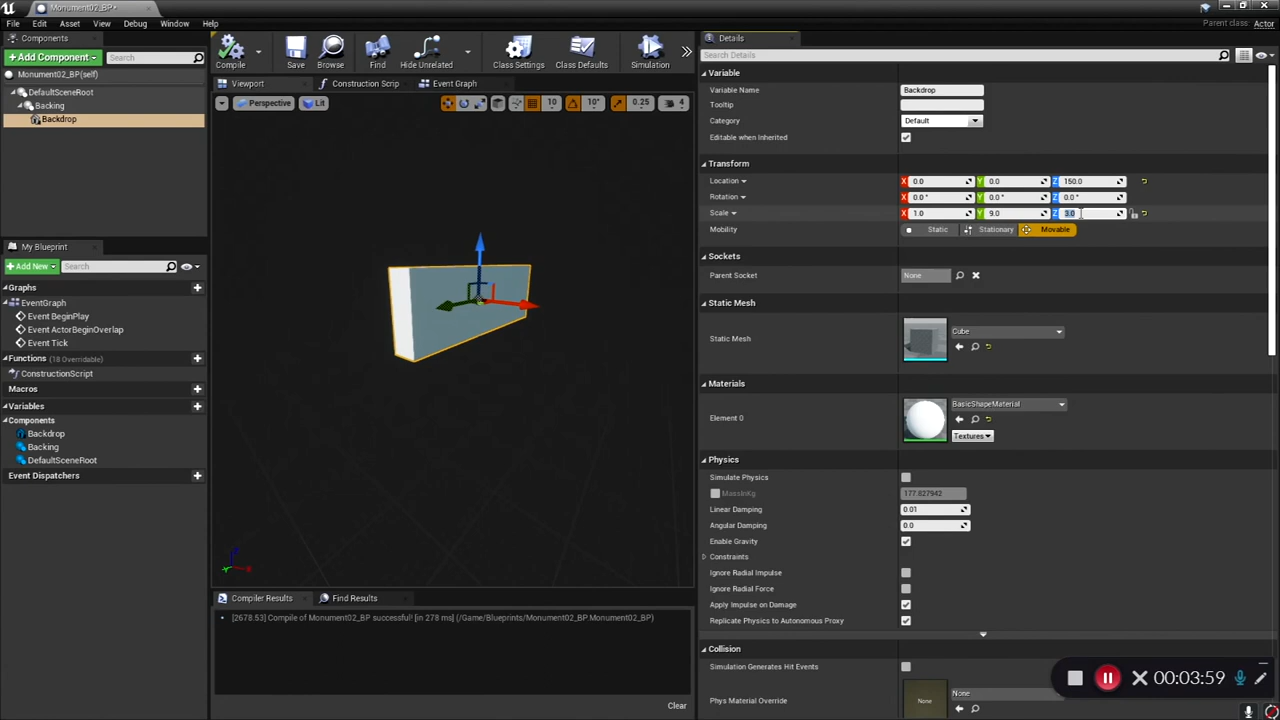 Monument02_BP*
File Edit Asset View Debug Window Help
Parent class: Actor
Components
+ Add Component
Search
Monument02_BP(self)
DefaultSceneRoot
Backing
Backdrop
Compile
Save
Browse
Find
Hide Unrelated
Class Settings
Class Defaults
Simulation
Viewport
Construction Scrip
Event Graph
Perspective
Lit
10
10°
0.25
4
My Blueprint
+ Add New
Search
Graphs
EventGraph
Event BeginPlay
Event ActorBeginOverlap
Event Tick
Functions (18 Overridable)
ConstructionScript
Macros
Variables
Components
Backdrop
Backing
DefaultSceneRoot
Event Dispatchers
Compiler Results
Find Results
[2678.53] Compile of Monument02_BP successful! [in 278 ms] (/Game/Blueprints/Monument02_BP.Monument02_BP)
Clear
Details
Search Details
Variable
Variable Name Backdrop
Tooltip
Category Default
Editable when Inherited
Transform
Location X 0.0 Y 0.0 Z 150.0
Rotation X 0.0 ° Y 0.0 ° Z 0.0 °
Scale X 1.0 Y 9.0 Z 3.0
Mobility Static Stationary Movable
Sockets
Parent Socket None
Static Mesh
Static Mesh Cube
Materials
Element 0 BasicShapeMaterial
Textures
Physics
Simulate Physics
MassInKg 177.827942
Linear Damping 0.01
Angular Damping 0.0
Enable Gravity
Constraints
Ignore Radial Impulse
Ignore Radial Force
Apply Impulse on Damage
Replicate Physics to Autonomous Proxy
Collision
Simulation Generates Hit Events
Phys Material Override None
None
00:03:59